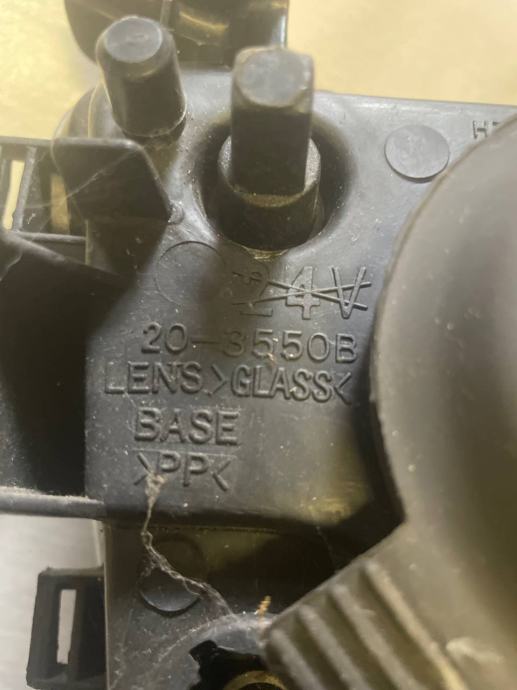 24V
20-3550B
LENS >GLASS<
BASE
>PP<